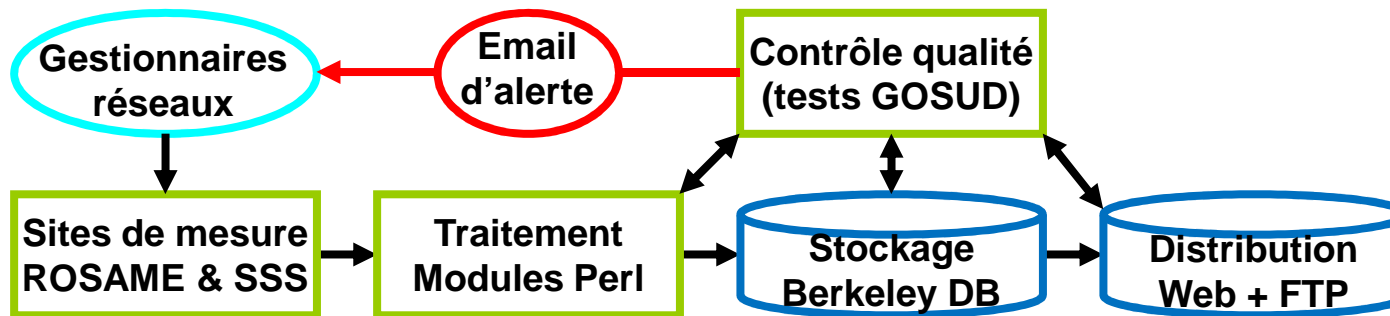 Gestionnaires
réseaux
Email
d’alerte
Contrôle qualité
(tests GOSUD)
Sites de mesure
ROSAME & SSS
Traitement
Modules Perl
Stockage
Berkeley DB
Distribution
Web + FTP